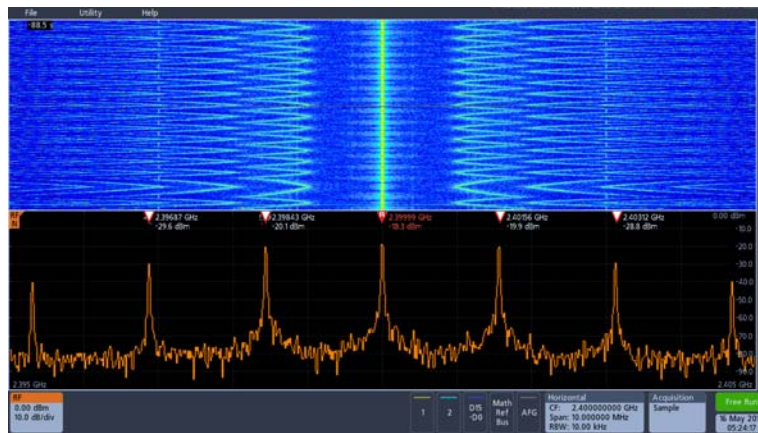 File Utility Help
-88.5 s
2.39687 GHz
-29.6 dBm
2.39843 GHz
-20.1 dBm
2.39999 GHz
-18.3 dBm
2.40156 GHz
-19.9 dBm
2.40312 GHz
-28.8 dBm
0.00 dBm
-10.0
-20.0
-30.0
-40.0
-50.0
-60.0
-70.0
-80.0
-90.0
2.395 GHz
2.405 GHz
RF
0.00 dBm
10.0 dB/div
1
2
D15
-D0
Math
Ref
Bus
AFG
Horizontal
CF: 2.400000000 GHz
Span: 10.000000 MHz
RBW: 10.00 kHz
Acquisition
Sample
Free Run
16 May 201
05:24:17